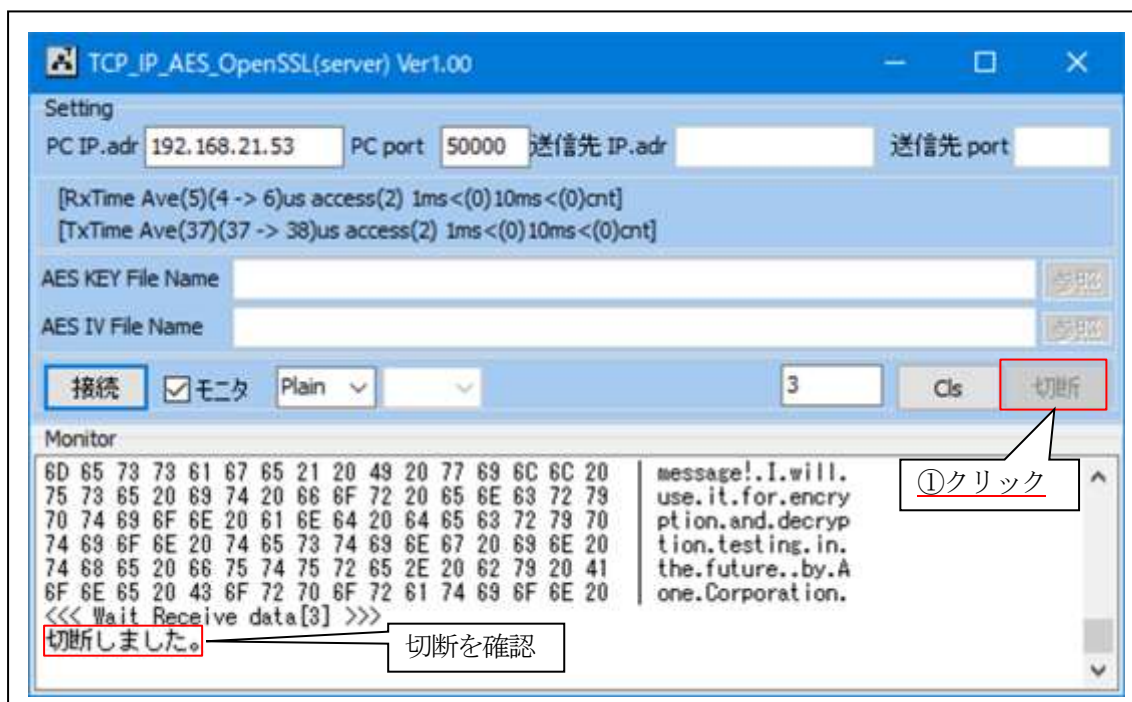 TCP_IP_AES_OpenSSL(server) Ver1.00
Setting
PC IP.adr 192.168.21.53 PC port 50000 送信先 IP.adr 送信先 port
[RxTime Ave(5)(4 -> 6)us access(2) 1ms<(0)10ms<(0)cnt]
[TxTime Ave(37)(37 -> 38)us access(2) 1ms<(0)10ms<(0)cnt]
AES KEY File Name 参照
AES IV File Name 参照
接続 モニタ Plain 3 Cls 切断
Monitor
6D 65 73 73 61 67 65 21 20 49 20 77 69 6C 6C 20 | message!.I.will.
75 73 65 20 69 74 20 66 6F 72 20 65 6E 63 72 79 | use.it.for.encry
70 74 69 6F 6E 20 61 6E 64 20 64 65 63 72 79 70 | ption.and.decryp
74 69 6F 6E 20 74 65 73 74 69 6E 67 20 69 6E 20 | tion.testing.in.
74 68 65 20 66 75 74 75 72 65 2E 20 62 79 20 41 | the.future..by.A
6F 6E 65 20 43 6F 72 70 6F 72 61 74 69 6F 6E 20 | one.Corporation.
<<< Wait Receive data[3] >>>
切断しました。
①クリック
切断を確認